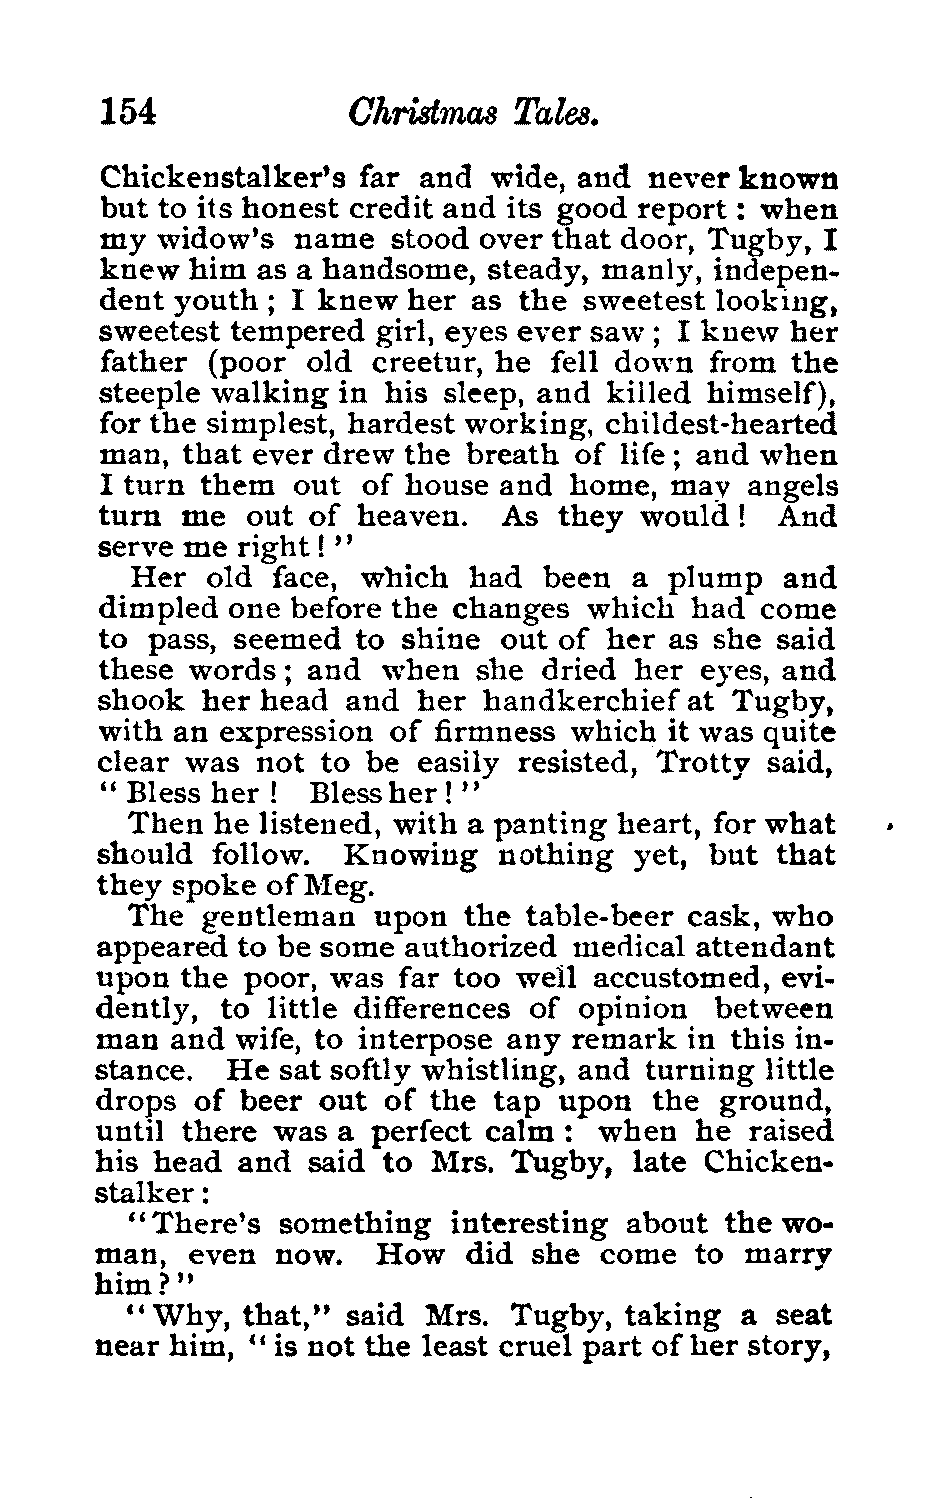 154 Christmas Tales.
Chickenstalker's far and wide, and never known
but to its honest credit and its good report : when
my widow's name stood over that door, Tugby, I
knew him as a handsome, steady, manly, indepen-
dent youth ; I knew her as the sweetest looking,
sweetest tempered girl, eyes ever saw ; I knew her
father (poor old creetur, he fell down from the
steeple walking in his sleep, and killed himself),
for the simplest, hardest working, childest-hearted
man, that ever drew the breath of life ; and when
I turn them out of house and home, may angels
turn me out of heaven. As they would ! And
serve me right ! "
Her old face, which had been a plump and
dimpled one before the changes which had come
to pass, seemed to shine out of her as she said
these words ; and when she dried her eyes, and
shook her head and her handkerchief at Tugby,
with an expression of firmness which it was quite
clear was not to be easily resisted, Trotty said,
" Bless her ! Bless her ! "
Then he listened, with a panting heart, for what
should follow. Knowing nothing yet, but that
they spoke of Meg.
The gentleman upon the table-beer cask, who
appeared to be some authorized medical attendant
upon the poor, was far too well accustomed, evi-
dently, to little differences of opinion between
man and wife, to interpose any remark in this in-
stance. He sat softly whistling, and turning little
drops of beer out of the tap upon the ground,
until there was a perfect calm : when he raised
his head and said to Mrs. Tugby, late Chicken-
stalker :
"There's something interesting about the wo-
man, even now. How did she come to marry
him ? "
"Why, that," said Mrs. Tugby, taking a seat
near him, " is not the least cruel part of her story,